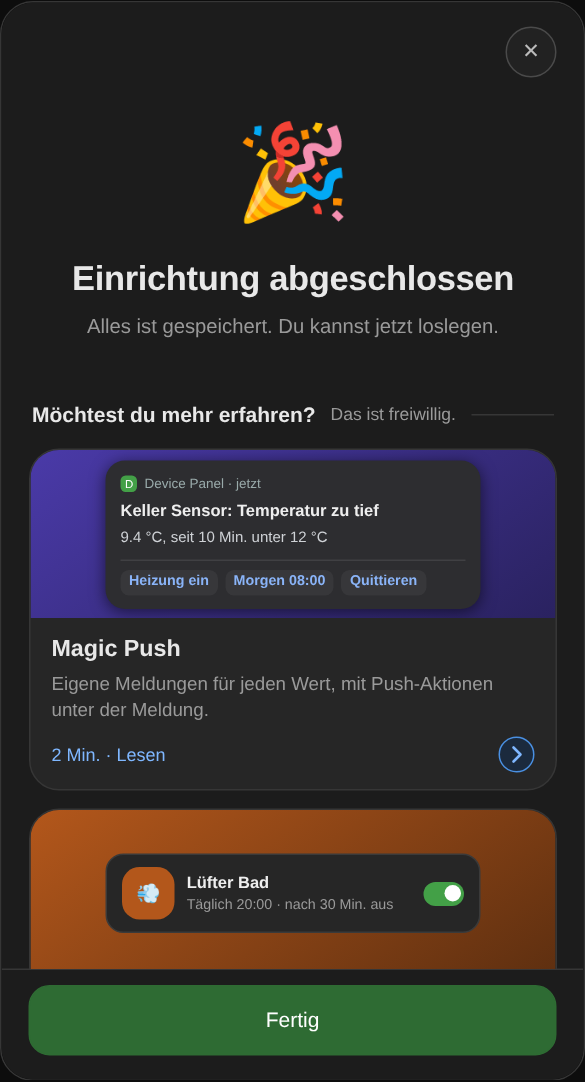 ✕
Einrichtung abgeschlossen
Alles ist gespeichert. Du kannst jetzt loslegen.
Möchtest du mehr erfahren? Das ist freiwillig.
D Device Panel · jetzt
Keller Sensor: Temperatur zu tief
9.4 °C, seit 10 Min. unter 12 °C
Heizung ein Morgen 08:00 Quittieren
Magic Push
Eigene Meldungen für jeden Wert, mit Push-Aktionen
unter der Meldung.
2 Min. · Lesen
Lüfter Bad
Täglich 20:00 · nach 30 Min. aus
Fertig